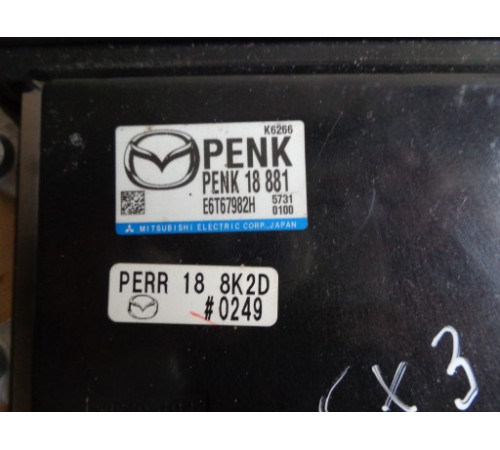 K6266
PENK
PENK 18 881
E6T67982H 5731
0100
MITSUBISHI ELECTRIC CORP. JAPAN
PERR 18 8K2D
#0249
CX3